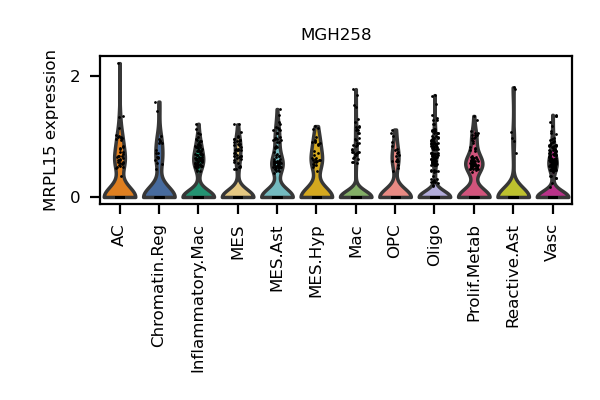 MGH258
MRPL15 expression
2
0
AC
Chromatin.Reg
Inflammatory.Mac
MES
MES.Ast
MES.Hyp
Mac
OPC
Oligo
Prolif.Metab
Reactive.Ast
Vasc